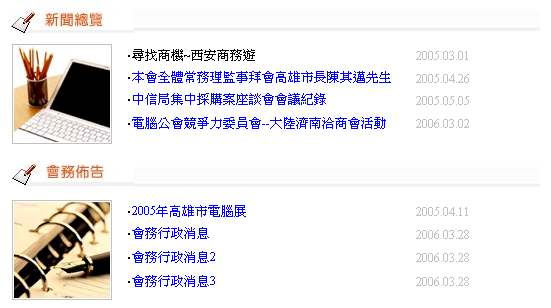 新聞總覽
·尋找商機~西安商務遊 2005.03.01
·本會全體常務理監事拜會高雄市長陳其邁先生 2005.04.26
·中信局集中採購案座談會會議紀錄 2005.05.05
·電腦公會競爭力委員會--大陸濟南洽商會活動 2006.03.02
會務佈告
·2005年高雄市電腦展 2005.04.11
·會務行政消息 2006.03.28
·會務行政消息2 2006.03.28
·會務行政消息3 2006.03.28